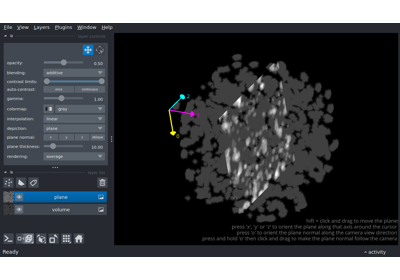 File View Layers Plugins Window Help
layer controls
opacity: 0.50
blending: additive
contrast limits:
auto-contrast: once continuous
gamma: 1.00
colormap: gray
interpolation: linear
depiction: plane
plane normal: x y z oblique
plane thickness: 10.00
rendering: average
layer list
plane
volume
hift + click and drag to move the plane
press 'x', 'y' or 'z' to orient the plane along that axis around the cursor
press 'o' to orient the plane normal along the camera view direction
press and hold 'o' then click and drag to make the plane normal follow the camera
Ready
activity